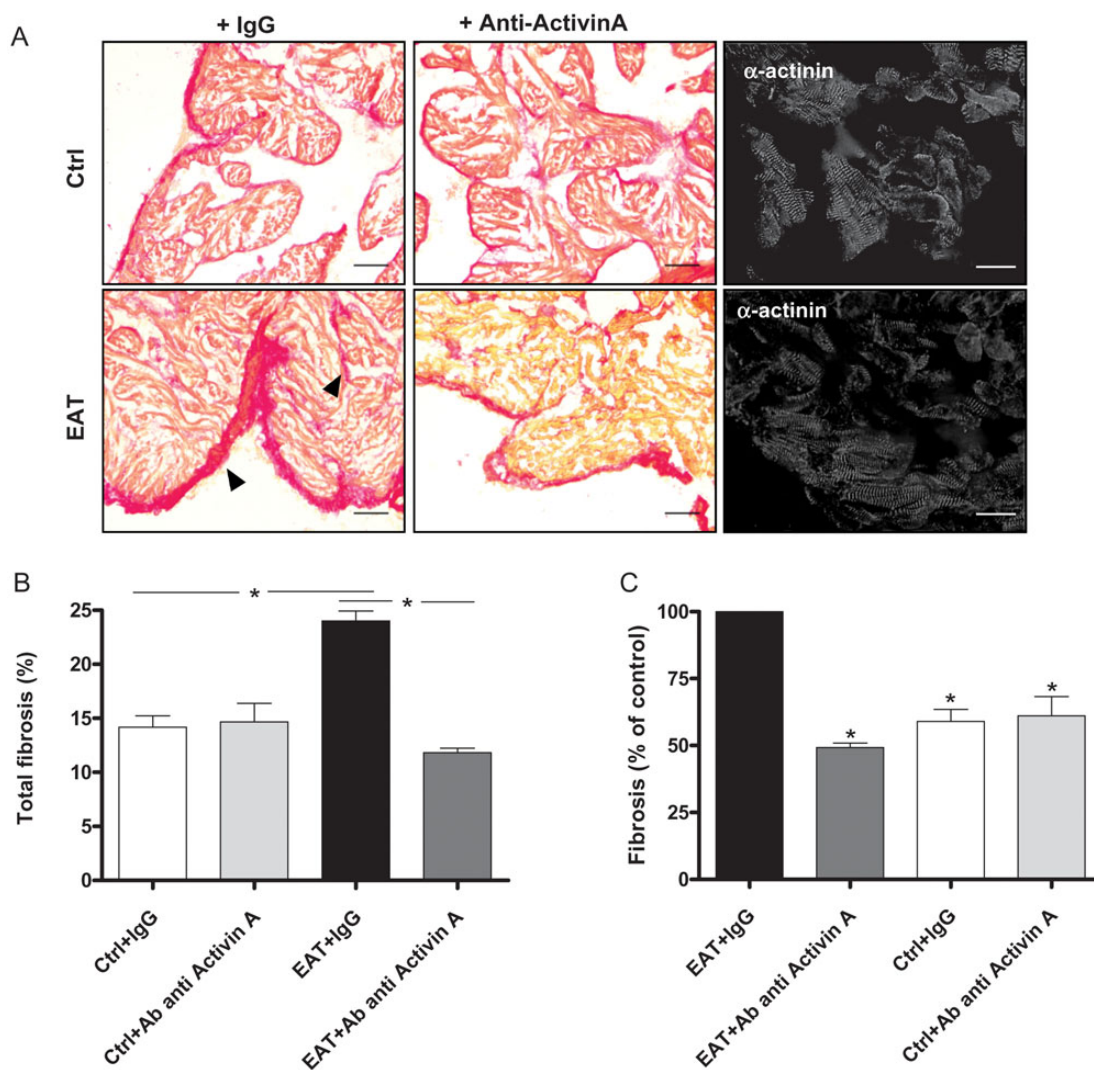 A
+ IgG
+ Anti-ActivinA
Ctrl
α-actinin
EAT
α-actinin
B
Total fibrosis (%)
25
20
15
10
5
0
*
*
Ctrl+IgG
Ctrl+Ab anti Activin A
EAT+IgG
EAT+Ab anti Activin A
C
Fibrosis (% of control)
100
75
50
25
0
*
*
*
EAT+IgG
EAT+Ab anti Activin A
Ctrl+IgG
Ctrl+Ab anti Activin A